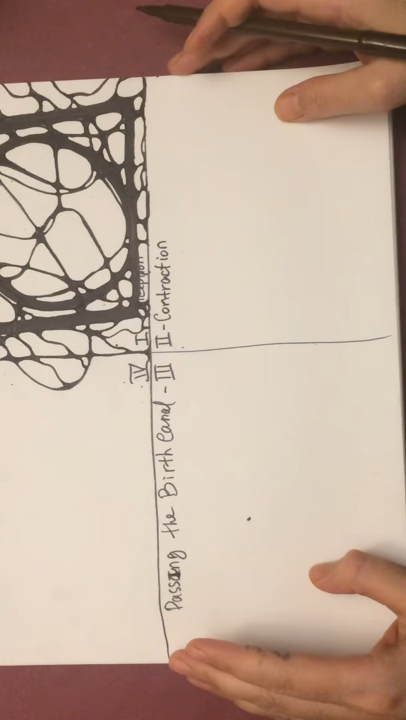 IV I
Passing the Birth Canal - III II-Contraction